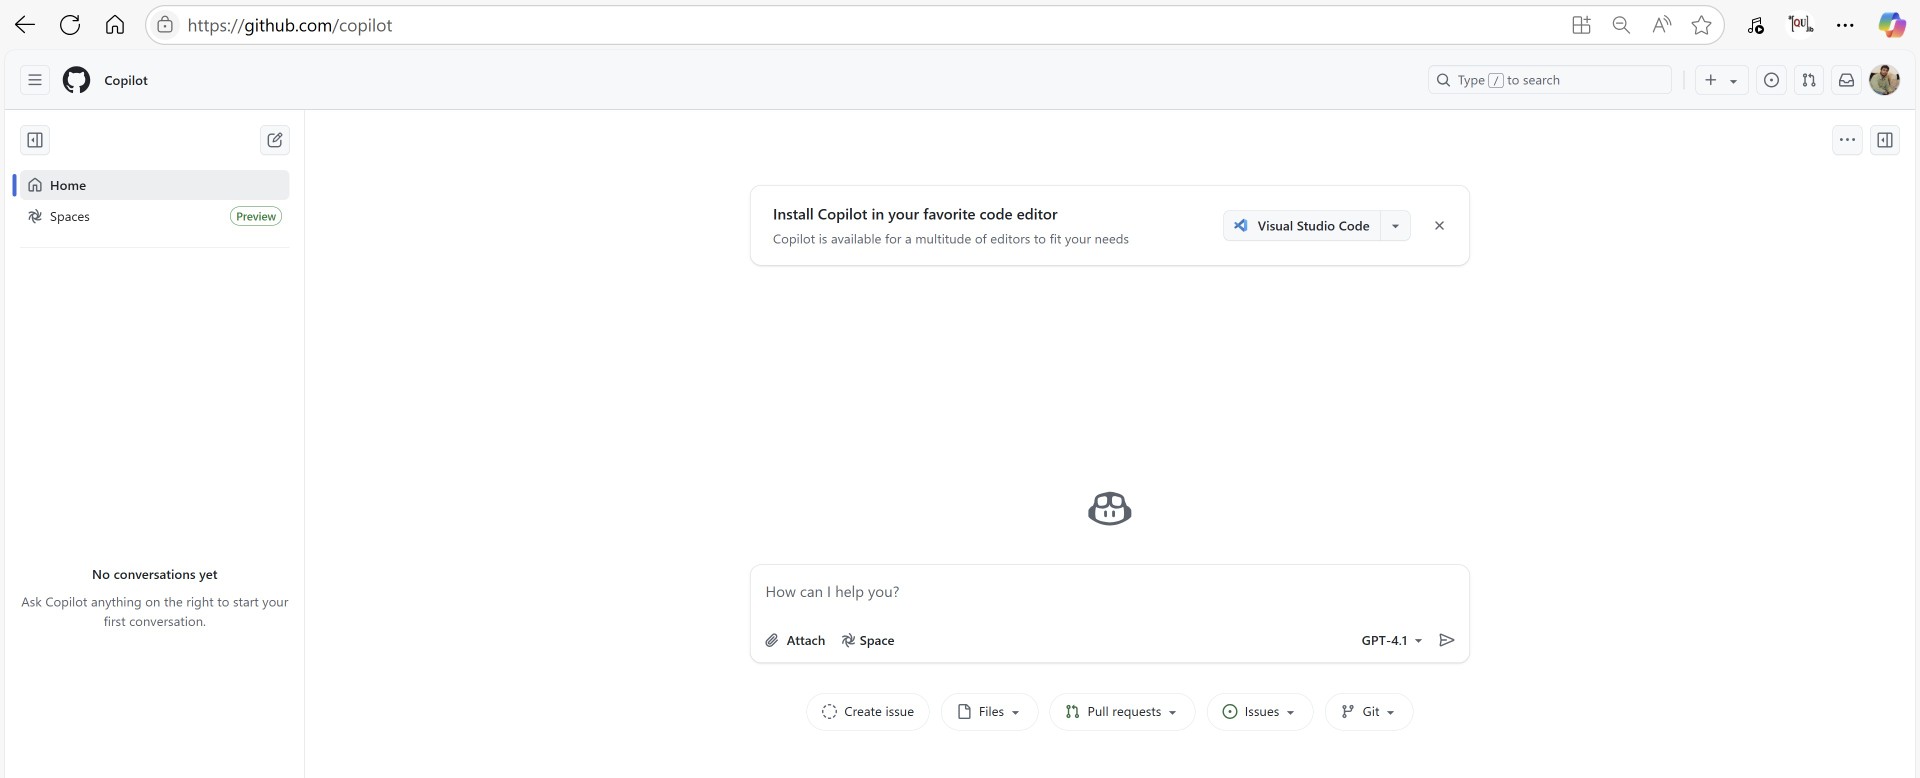 https://github.com/copilot
Copilot
Type / to search
Home
Spaces
Preview
Install Copilot in your favorite code editor
Copilot is available for a multitude of editors to fit your needs
Visual Studio Code
No conversations yet
Ask Copilot anything on the right to start your
first conversation.
How can I help you?
Attach
Space
GPT-4.1
Create issue
Files
Pull requests
Issues
Git